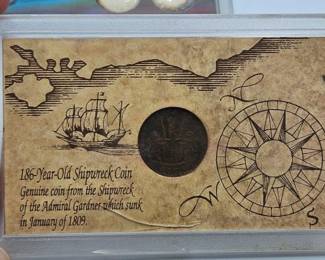 186-Year-Old Shipwreck Coin
Genuine coin from the Shipwreck
of the Admiral Gardner which sunk
in January of 1809.
N
W
S